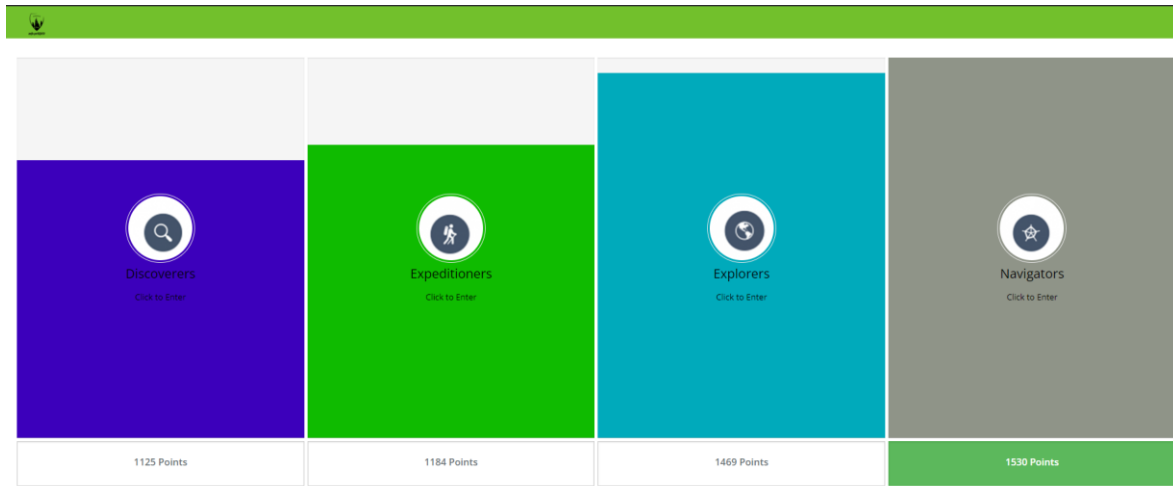 Discoverers
Click to Enter
1125 Points
Expeditioners
Click to Enter
1184 Points
Explorers
Click to Enter
1469 Points
Navigators
Click to Enter
1530 Points